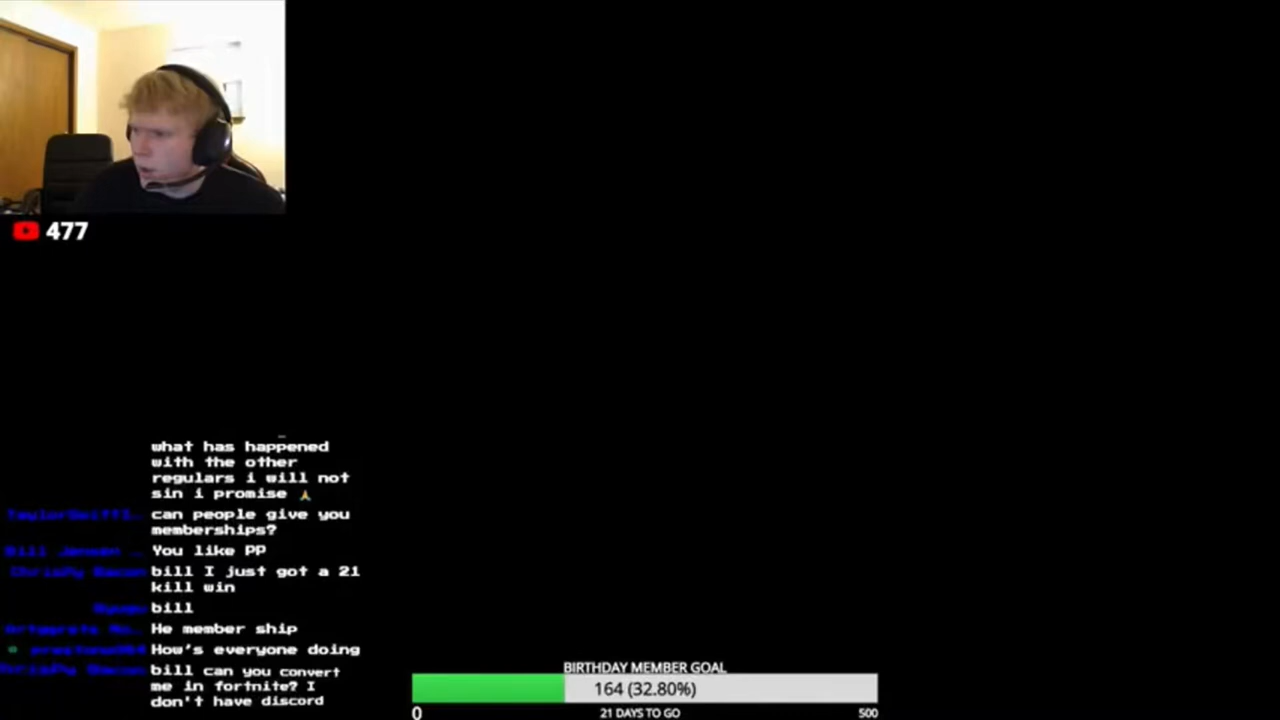 477
what has happened
with the other
regulars i will not
sin i promise 🙏
can people give you
memberships?
You like PP
bill I just got a 21
kill win
bill
He member ship
How's everyone doing
bill can you convert
me in fortnite? I
don't have discord
BIRTHDAY MEMBER GOAL
164 (32.80%)
0
21 DAYS TO GO
500